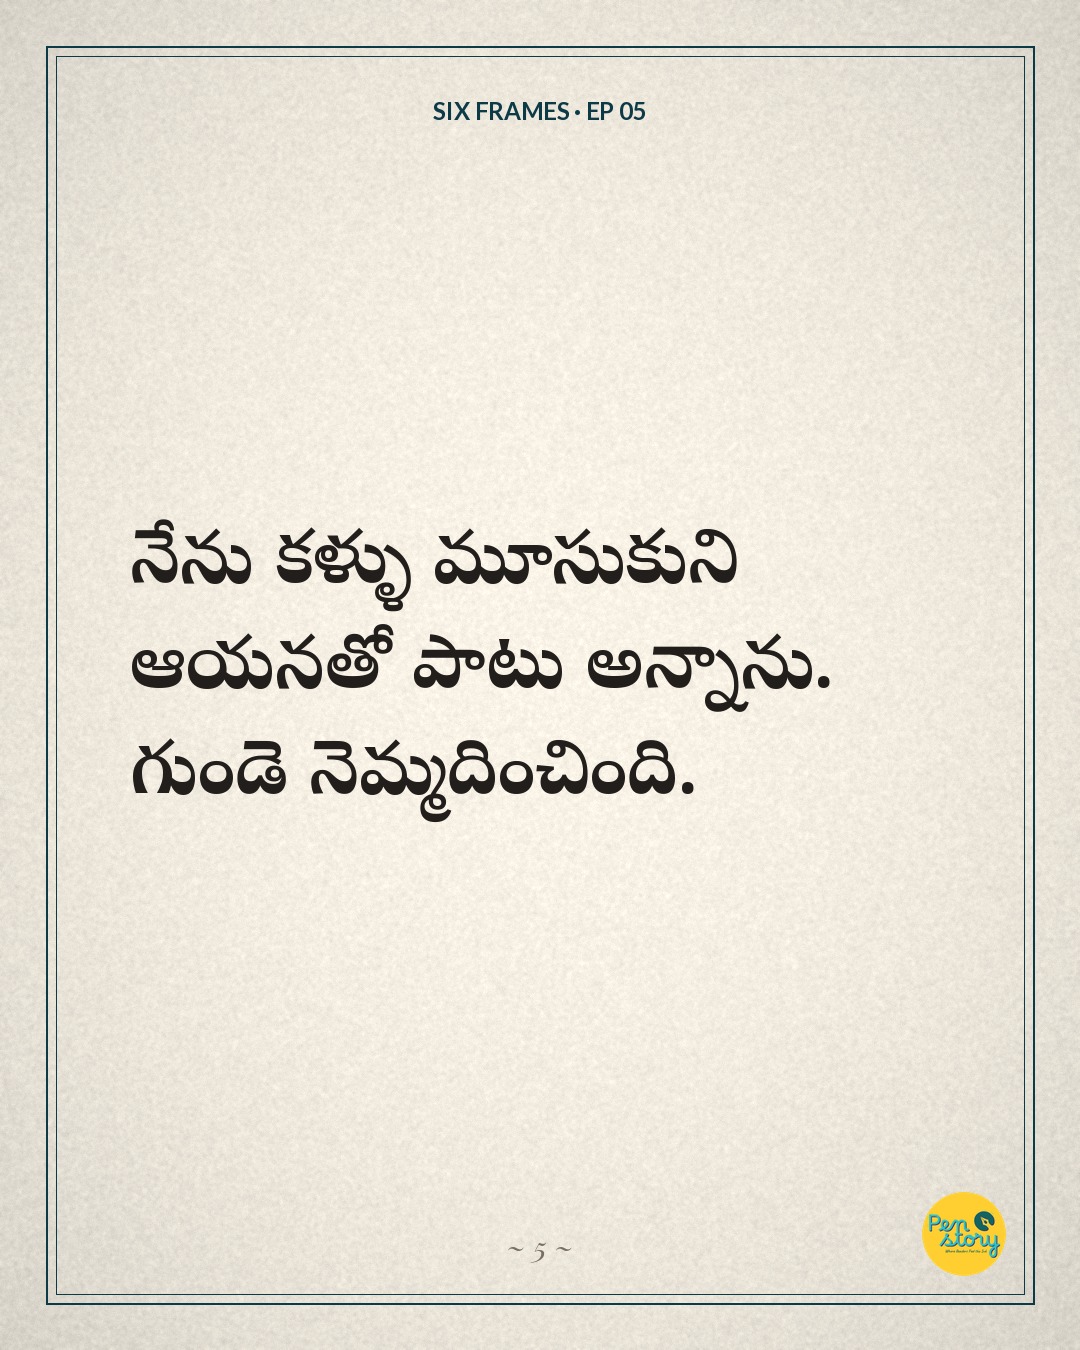 SIX FRAMES · EP 05
నేను కళ్ళు మూసుకుని
ఆయనతో పాటు అన్నాను.
గుండె నెమ్మదించింది.
~ 5 ~
Pen
story